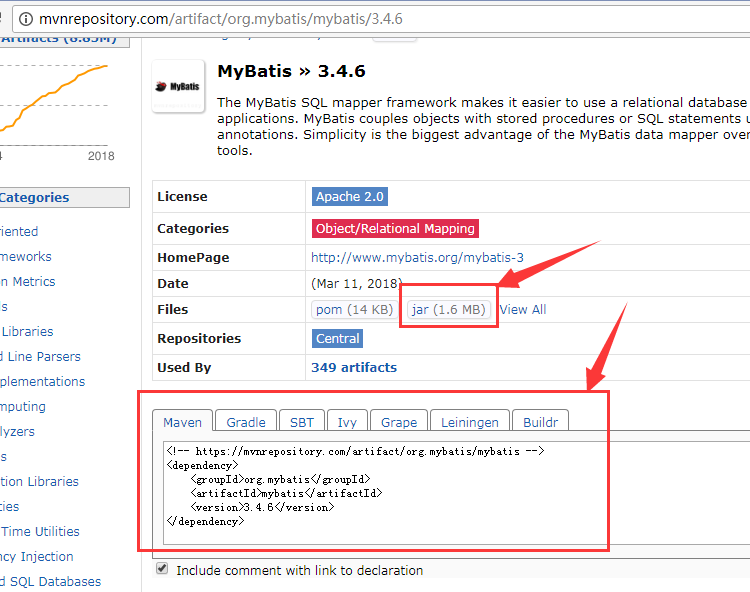 mvnrepository.com/artifact/org.mybatis/mybatis/3.4.6
Artifacts (6.85M)
2018
Categories
MyBatis
MyBatis » 3.4.6
The MyBatis SQL mapper framework makes it easier to use a relational database
applications. MyBatis couples objects with stored procedures or SQL statements u
annotations. Simplicity is the biggest advantage of the MyBatis data mapper over
tools.
License
Apache 2.0
Categories
Object/Relational Mapping
HomePage
http://www.mybatis.org/mybatis-3
Date
(Mar 11, 2018)
Files
pom (14 KB)
jar (1.6 MB)
View All
Repositories
Central
Used By
349 artifacts
riented
meworks
n Metrics
s
Libraries
d Line Parsers
plementations
mputing
lyzers
s
tion Libraries
ties
Time Utilities
ncy Injection
d SQL Databases
Maven
Gradle
SBT
Ivy
Grape
Leiningen
Buildr
<!-- https://mvnrepository.com/artifact/org.mybatis/mybatis -->
<dependency>
<groupId>org.mybatis</groupId>
<artifactId>mybatis</artifactId>
<version>3.4.6</version>
</dependency>
Include comment with link to declaration